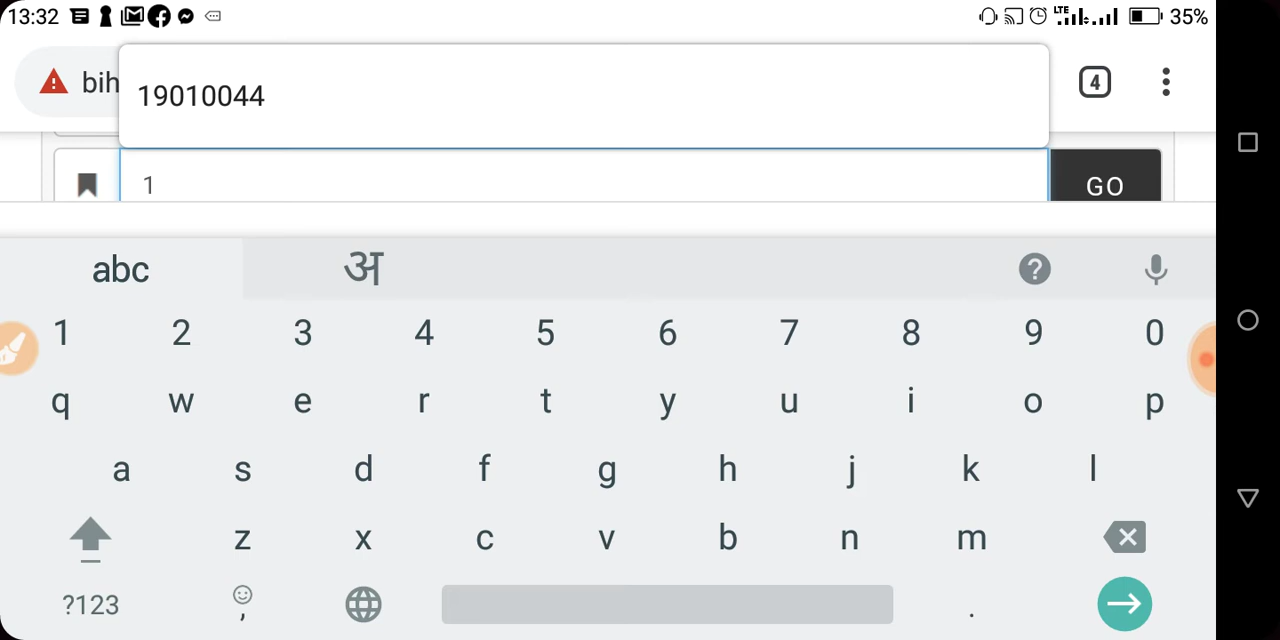 13:32 LTE 35%
bih 4
19010044
1 GO
abc अ ?
1 2 3 4 5 6 7 8 9 0
q w e r t y u i o p
a s d f g h j k l
z x c v b n m
?123 , .